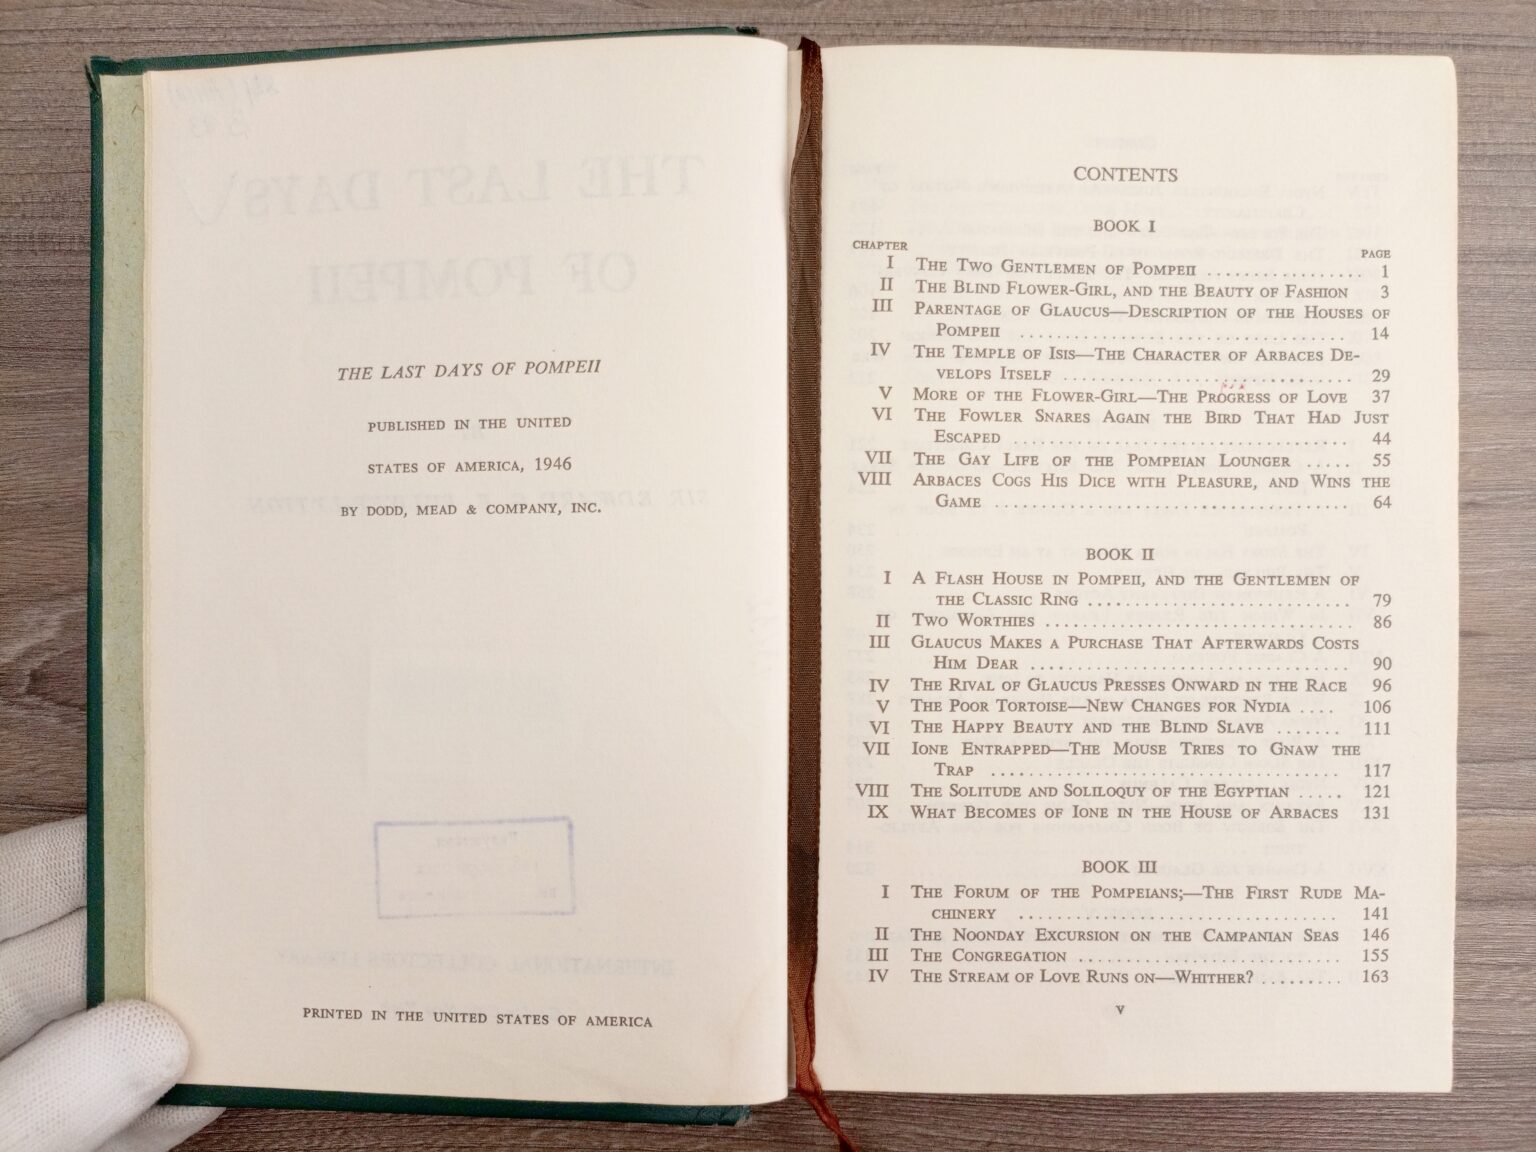 THE LAST DAYS OF POMPEII
PUBLISHED IN THE UNITED
STATES OF AMERICA, 1946
BY DODD, MEAD & COMPANY, INC.
PRINTED IN THE UNITED STATES OF AMERICA
CONTENTS
BOOK I
CHAPTER PAGE
I THE TWO GENTLEMEN OF POMPEII ................ 1
II THE BLIND FLOWER-GIRL, AND THE BEAUTY OF FASHION 3
III PARENTAGE OF GLAUCUS—DESCRIPTION OF THE HOUSES OF
POMPEII .................................. 14
IV THE TEMPLE OF ISIS—THE CHARACTER OF ARBACES DE-
VELOPS ITSELF .............................. 29
V MORE OF THE FLOWER-GIRL—THE PROGRESS OF LOVE 37
VI THE FOWLER SNARES AGAIN THE BIRD THAT HAD JUST
ESCAPED .................................. 44
VII THE GAY LIFE OF THE POMPEIAN LOUNGER ..... 55
VIII ARBACES COGS HIS DICE WITH PLEASURE, AND WINS THE
GAME .................................... 64
BOOK II
I A FLASH HOUSE IN POMPEII, AND THE GENTLEMEN OF
THE CLASSIC RING ............................ 79
II TWO WORTHIES ................................ 86
III GLAUCUS MAKES A PURCHASE THAT AFTERWARDS COSTS
HIM DEAR ................................. 90
IV THE RIVAL OF GLAUCUS PRESSES ONWARD IN THE RACE 96
V THE POOR TORTOISE—NEW CHANGES FOR NYDIA .... 106
VI THE HAPPY BEAUTY AND THE BLIND SLAVE ....... 111
VII IONE ENTRAPPED—THE MOUSE TRIES TO GNAW THE
TRAP .................................... 117
VIII THE SOLITUDE AND SOLILOQUY OF THE EGYPTIAN ..... 121
IX WHAT BECOMES OF IONE IN THE HOUSE OF ARBACES 131
BOOK III
I THE FORUM OF THE POMPEIANS;—THE FIRST RUDE MA-
CHINERY ................................. 141
II THE NOONDAY EXCURSION ON THE CAMPANIAN SEAS 146
III THE CONGREGATION ............................ 155
IV THE STREAM OF LOVE RUNS ON—WHITHER? ......... 163
v